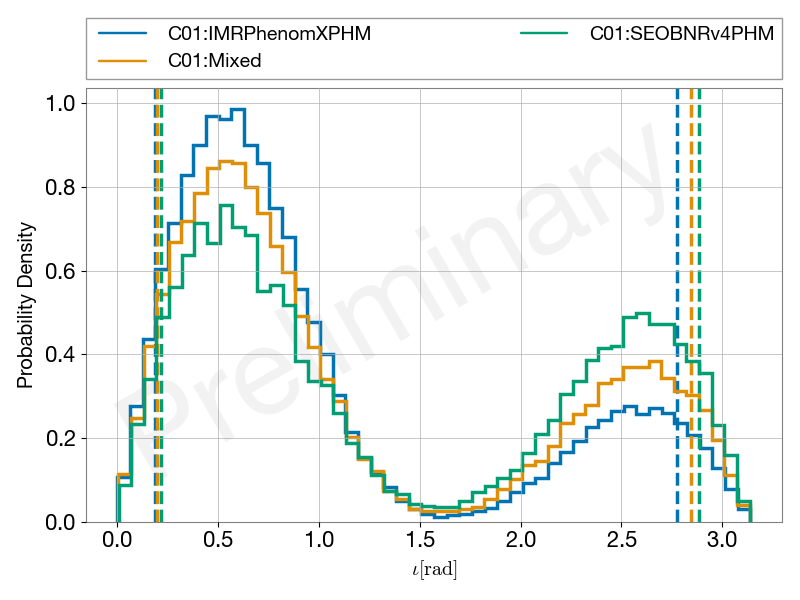 C01:IMRPhenomXPHM
C01:SEOBNRv4PHM
C01:Mixed
Probability Density
1.0
0.8
0.6
0.4
0.2
0.0
Preliminary
0.0 0.5 1.0 1.5 2.0 2.5 3.0
ι[rad]